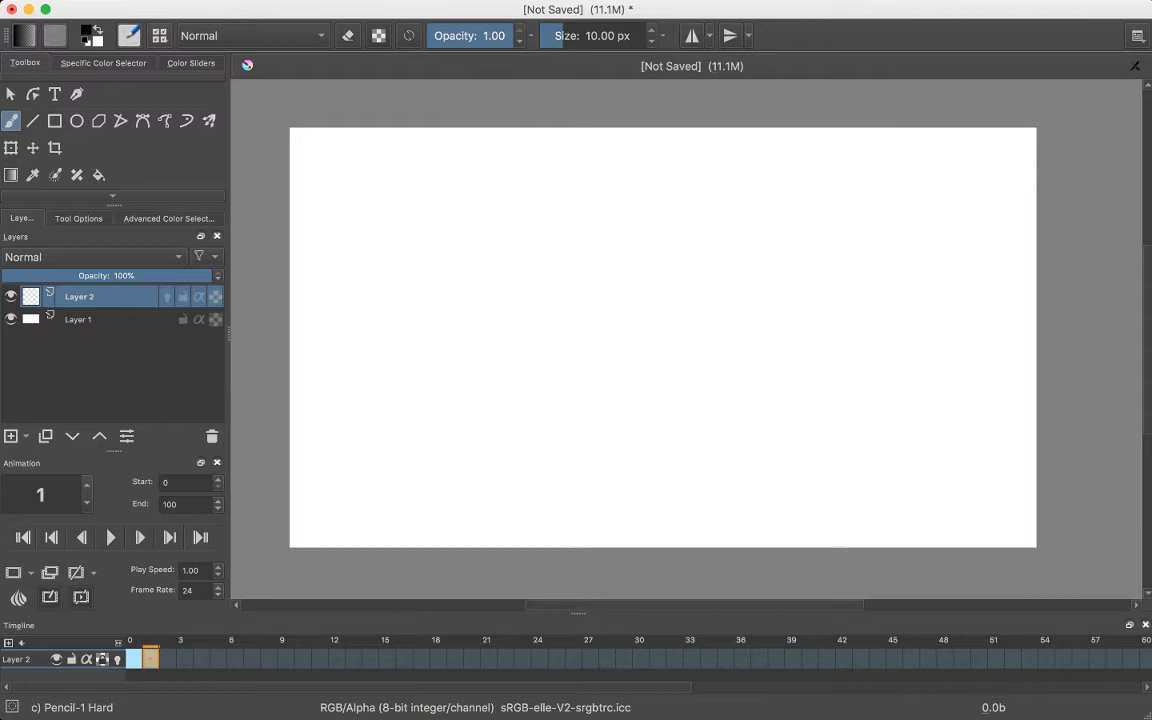 [Not Saved] (11.1M) *
Normal
Opacity: 1.00
Size: 10.00 px
Toolbox
Specific Color Selector
Color Sliders
[Not Saved] (11.1M)
Laye...
Tool Options
Advanced Color Select...
Layers
Normal
Opacity: 100%
Layer 2
Layer 1
Animation
1
Start: 0
End: 100
Play Speed: 1.00
Frame Rate: 24
Timeline
0 3 6 9 12 15 18 21 24 27 30 33 36 39 42 45 48 51 54 57 60
Layer 2
c) Pencil-1 Hard
RGB/Alpha (8-bit integer/channel) sRGB-elle-V2-srgbtrc.icc
0.0b